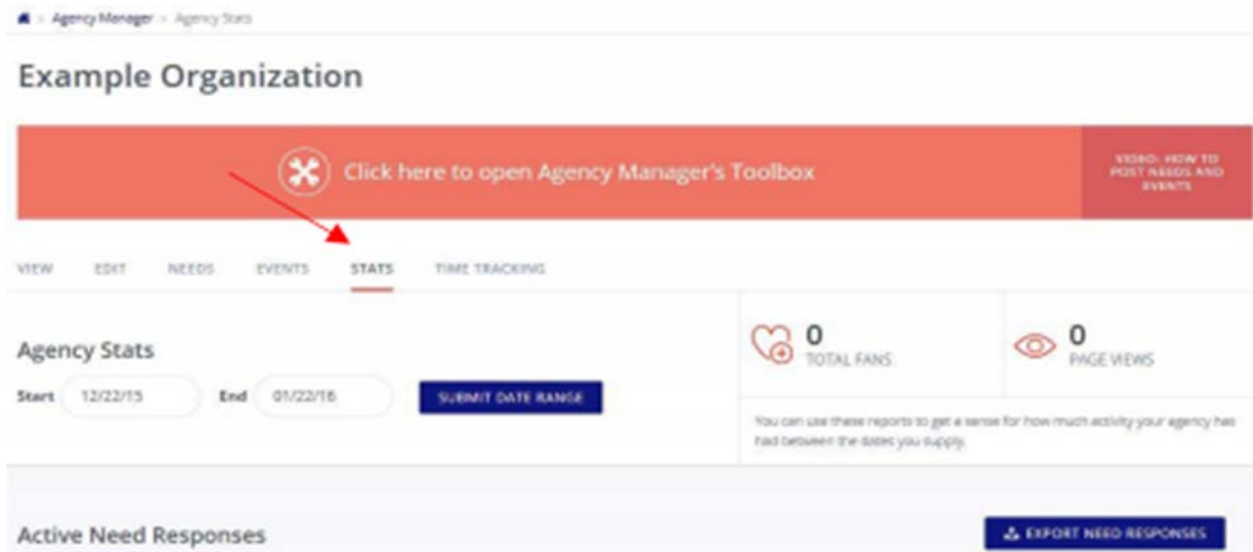 > Agency Manager > Agency Stats
Example Organization
Click here to open Agency Manager's Toolbox
VIDEO: HOW TO
POST NEEDS AND
EVENTS
VIEW EDIT NEEDS EVENTS STATS TIME TRACKING
Agency Stats
Start 12/22/15 End 01/22/16 SUBMIT DATE RANGE
0
TOTAL FANS
0
PAGE VIEWS
You can use these reports to get a sense for how much activity your agency has
had between the dates you supply.
Active Need Responses
EXPORT NEED RESPONSES